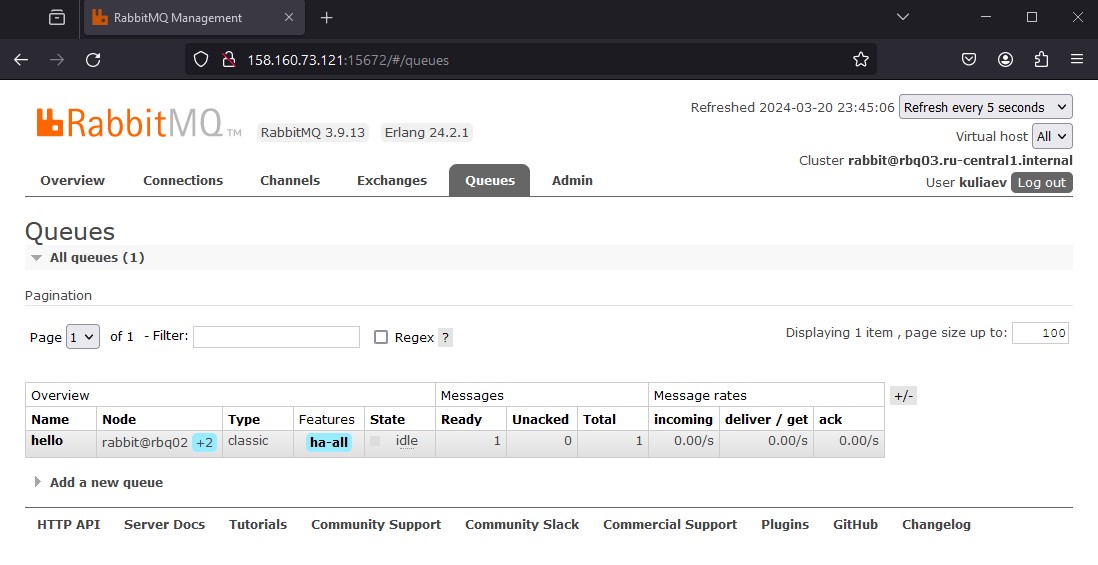 RabbitMQ Management
158.160.73.121:15672/#/queues
RabbitMQ TM RabbitMQ 3.9.13 Erlang 24.2.1
Refreshed 2024-03-20 23:45:06 Refresh every 5 seconds
Virtual host All
Cluster rabbit@rbq03.ru-central1.internal
User kuliaev Log out
Overview Connections Channels Exchanges Queues Admin
Queues
All queues (1)
Pagination
Page 1 of 1 - Filter: Regex ? Displaying 1 item , page size up to: 100
Overview Messages Message rates +/-
Name Node Type Features State Ready Unacked Total incoming deliver / get ack
hello rabbit@rbq02 +2 classic ha-all idle 1 0 1 0.00/s 0.00/s 0.00/s
Add a new queue
HTTP API Server Docs Tutorials Community Support Community Slack Commercial Support Plugins GitHub Changelog